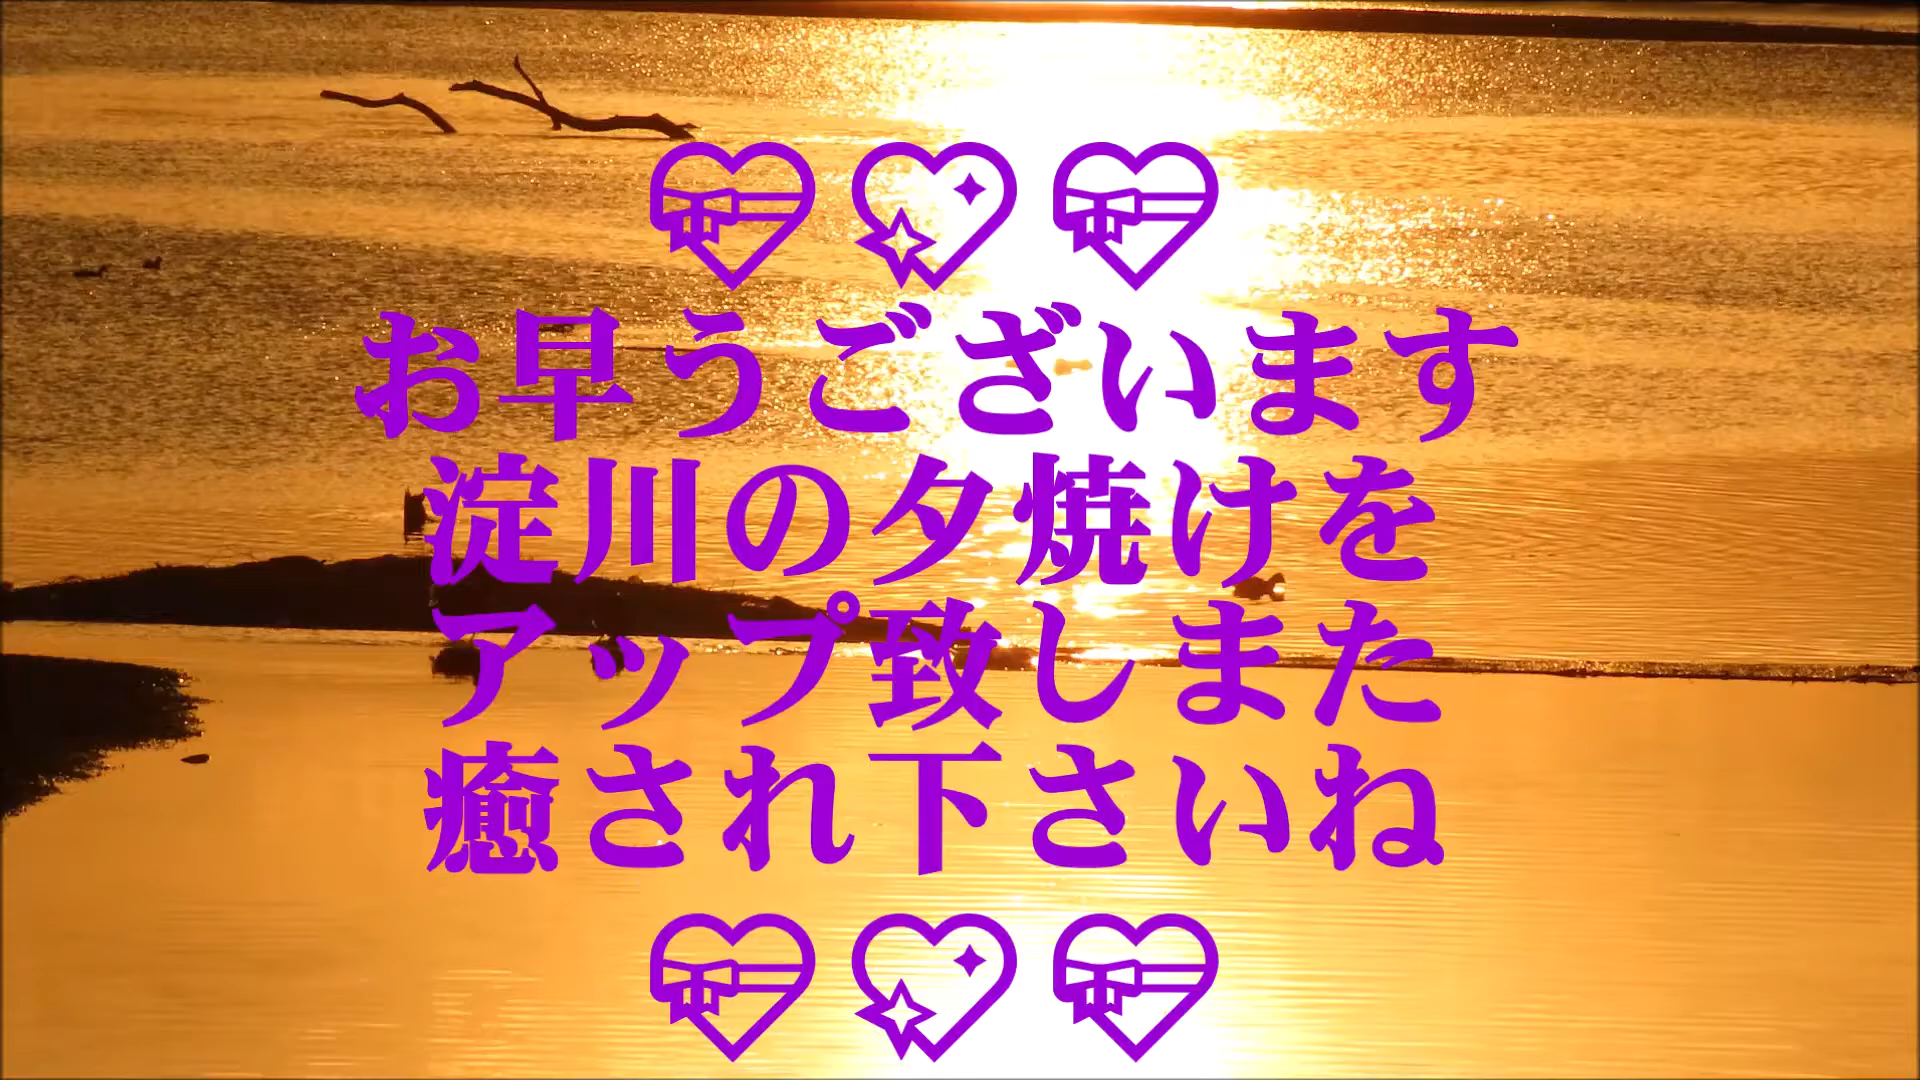 💝💖💝
お早うございます
淀川の夕焼けを
アップ致しまた
癒され下さいね
💝💖💝